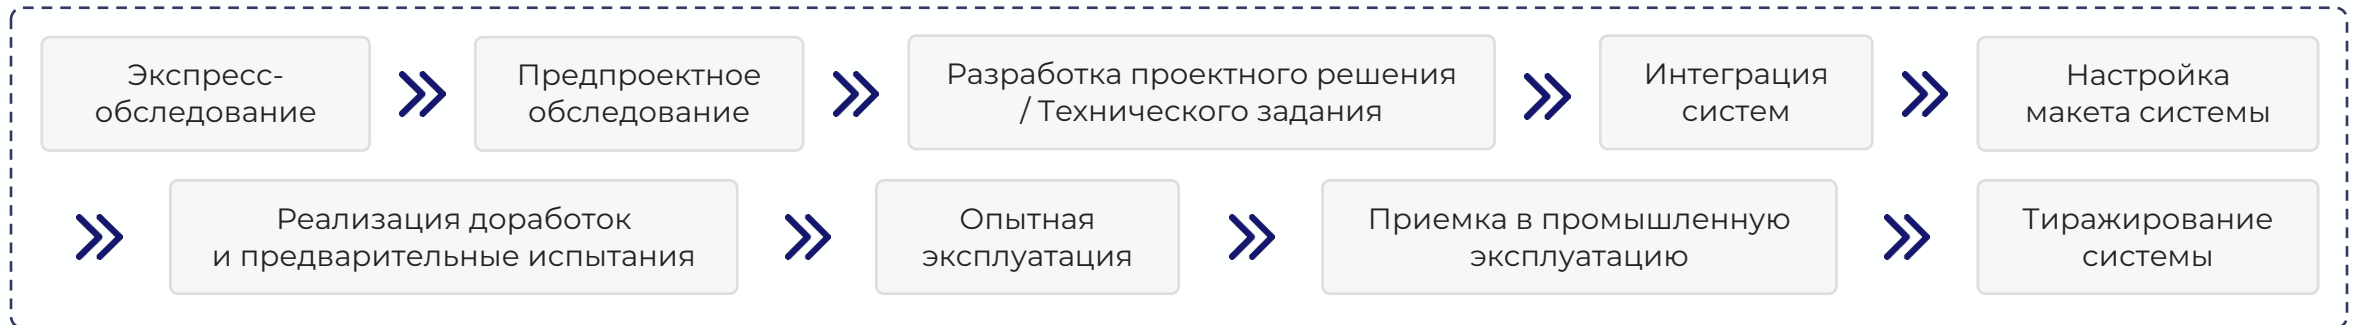 Экспресс-
обследование
Предпроектное
обследование
Разработка проектного решения
/ Технического задания
Интеграция
систем
Настройка
макета системы
Реализация доработок
и предварительные испытания
Опытная
эксплуатация
Приемка в промышленную
эксплуатацию
Тиражирование
системы